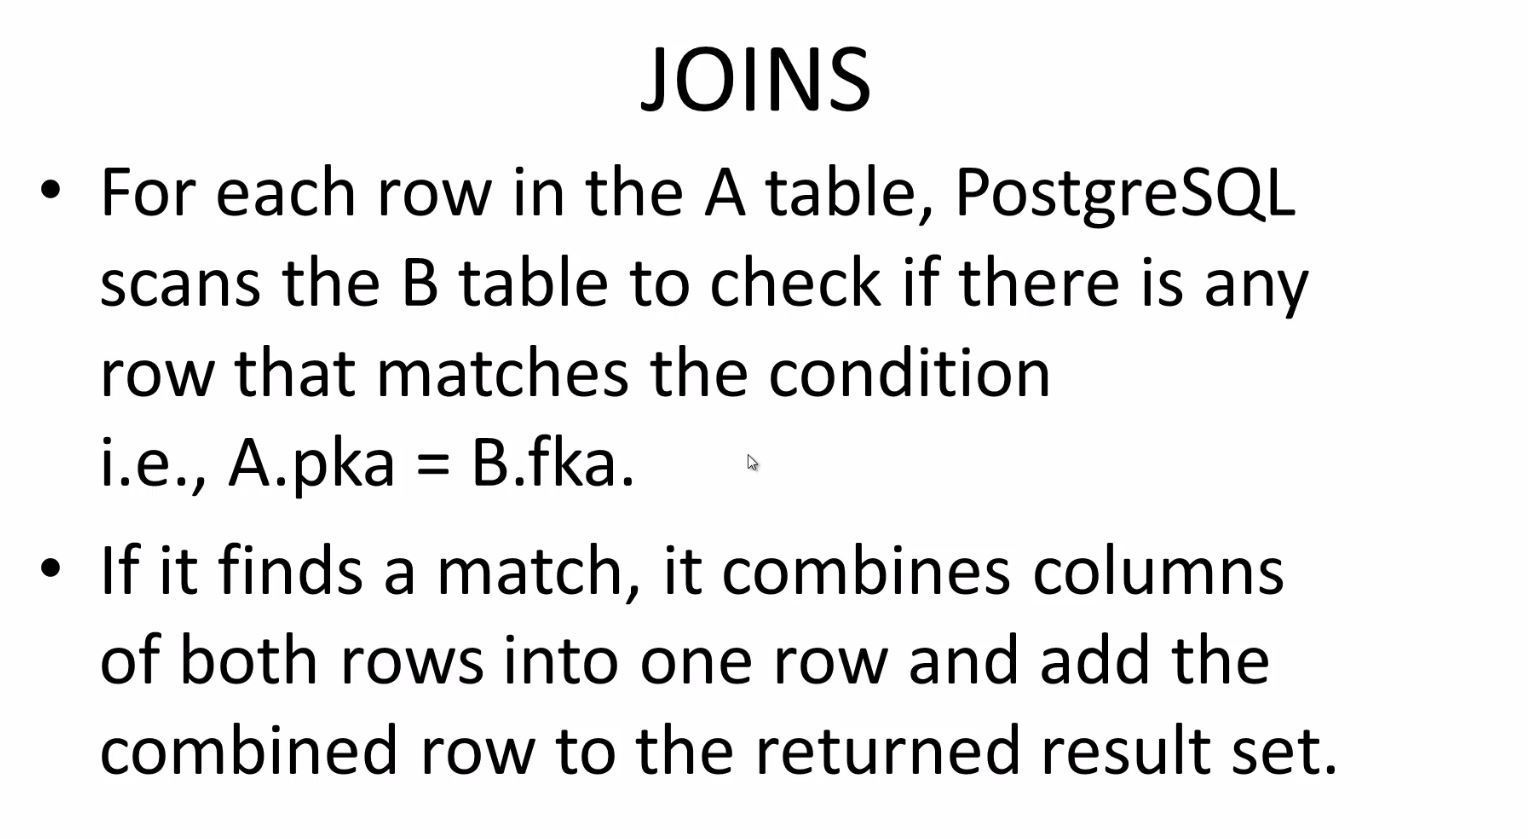 JOINS
• For each row in the A table, PostgreSQL
scans the B table to check if there is any
row that matches the condition
i.e., A.pka = B.fka.
• If it finds a match, it combines columns
of both rows into one row and add the
combined row to the returned result set.